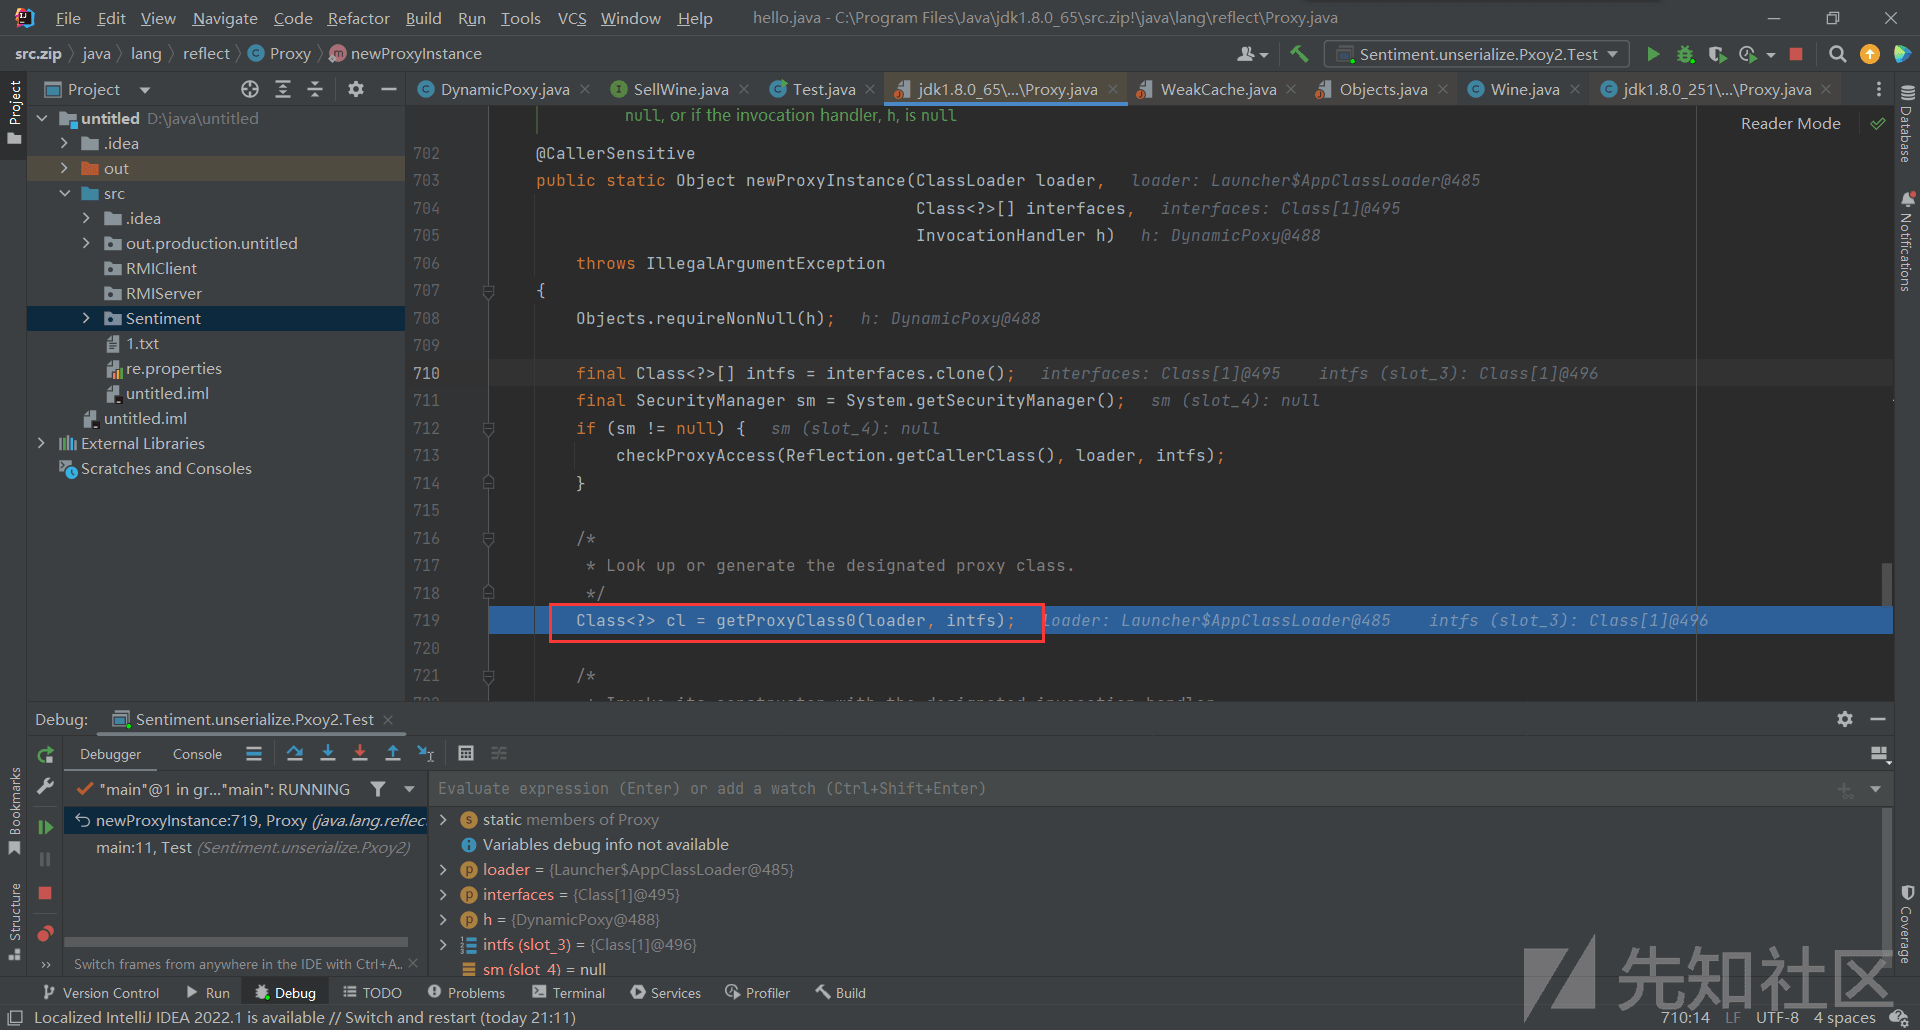 File Edit View Navigate Code Refactor Build Run Tools VCS Window Help hello.java - C:\Program Files\Java\jdk1.8.0_65\src.zip!\java\lang\reflect\Proxy.java
src.zip java lang reflect Proxy newProxyInstance Sentiment.unserialize.Pxoy2.Test
Project DynamicPoxy.java SellWine.java Test.java jdk1.8.0_65\...\Proxy.java WeakCache.java Objects.java Wine.java jdk1.8.0_251\...\Proxy.java
Project
untitled D:\java\untitled
.idea
out
src
.idea
out.production.untitled
RMIClient
RMIServer
Sentiment
1.txt
re.properties
untitled.iml
untitled.iml
External Libraries
Scratches and Consoles
null, or if the invocation handler, h, is null
Reader Mode
702 @CallerSensitive
703 public static Object newProxyInstance(ClassLoader loader, loader: Launcher$AppClassLoader@485
704 Class<?>[] interfaces, interfaces: Class[1]@495
705 InvocationHandler h) h: DynamicPoxy@488
706 throws IllegalArgumentException
707 {
708 Objects.requireNonNull(h); h: DynamicPoxy@488
709
710 final Class<?>[] intfs = interfaces.clone(); interfaces: Class[1]@495 intfs (slot_3): Class[1]@496
711 final SecurityManager sm = System.getSecurityManager(); sm (slot_4): null
712 if (sm != null) { sm (slot_4): null
713 checkProxyAccess(Reflection.getCallerClass(), loader, intfs);
714 }
715
716 /*
717 * Look up or generate the designated proxy class.
718 */
719 Class<?> cl = getProxyClass0(loader, intfs); loader: Launcher$AppClassLoader@485 intfs (slot_3): Class[1]@496
720
721 /*
* Invoke its constructor with the designated invocation handler
Database
Notifications
Coverage
Debug: Sentiment.unserialize.Pxoy2.Test
Debugger Console
"main"@1 in gr..."main": RUNNING
newProxyInstance:719, Proxy (java.lang.reflec
main:11, Test (Sentiment.unserialize.Pxoy2)
Switch frames from anywhere in the IDE with Ctrl+A...
Evaluate expression (Enter) or add a watch (Ctrl+Shift+Enter)
static members of Proxy
Variables debug info not available
loader = {Launcher$AppClassLoader@485}
interfaces = {Class[1]@495}
h = {DynamicPoxy@488}
intfs (slot_3) = {Class[1]@496}
sm (slot_4) = null
Bookmarks
Structure
Version Control Run Debug TODO Problems Terminal Services Profiler Build
Localized IntelliJ IDEA 2022.1 is available // Switch and restart (today 21:11)
710:14 LF UTF-8 4 spaces
先知社区